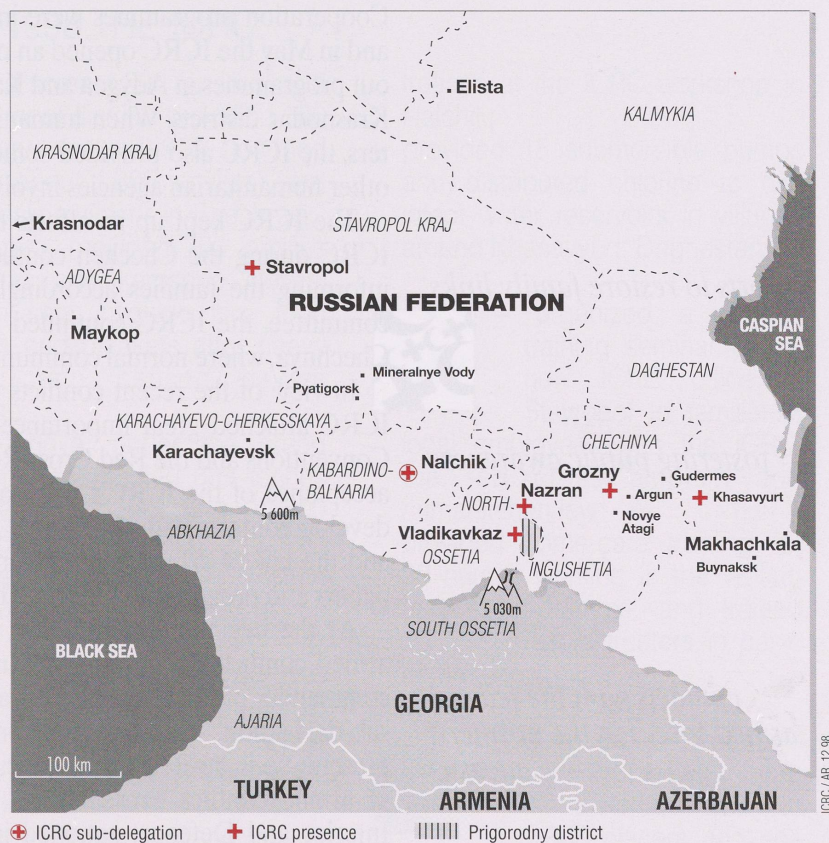 Elista
KALMYKIA
KRASNODAR KRAJ
Krasnodar
STAVROPOL KRAJ
ADYGEA
Stavropol
RUSSIAN FEDERATION
Maykop
CASPIAN
SEA
Mineralnye Vody
DAGHESTAN
Pyatigorsk
KARACHAYEVO-CHERKESSKAYA
CHECHNYA
Karachayevsk
KABARDINO-
BALKARIA
Nalchik
Grozny
Gudermes
NORTH
OSSETIA
Nazran
Argun
Khasavyurt
Novye
Atagi
5 600m
ABKHAZIA
Vladikavkaz
Makhachkala
INGUSHETIA
Buynaksk
5 030m
SOUTH OSSETIA
BLACK SEA
GEORGIA
AJARIA
100 km
TURKEY
ARMENIA
AZERBAIJAN
ICRC / AR 12.98
ICRC sub-delegation
ICRC presence
Prigorodny district